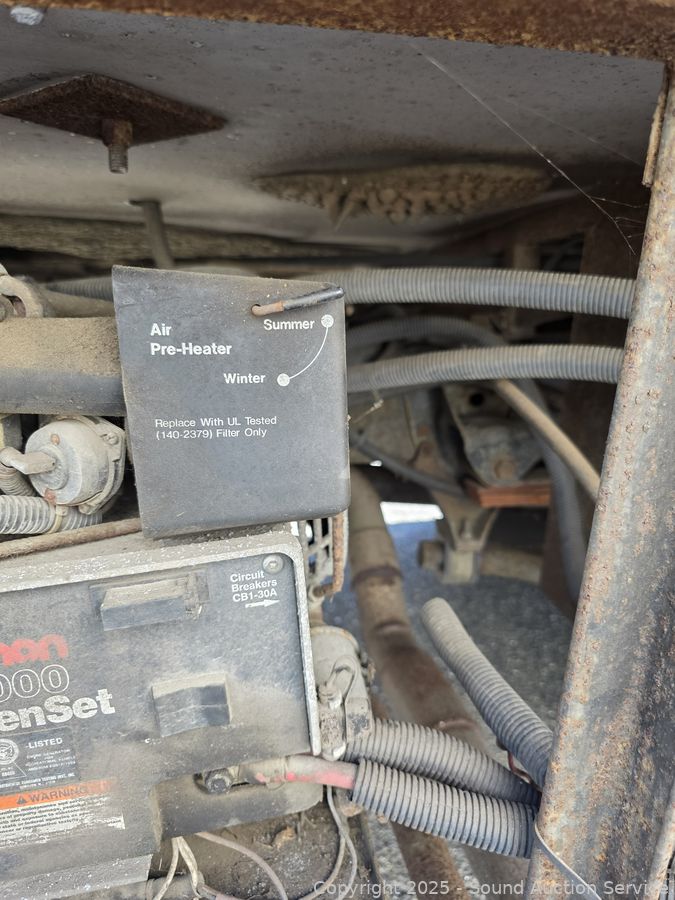 Air
Pre-Heater
Summer
Winter
Replace With UL Tested
(140-2379) Filter Only
Circuit
Breakers
CB1-30A
nan
000
enSet
LISTED
WARNING
Copyright 2025 - Sound Auction Service